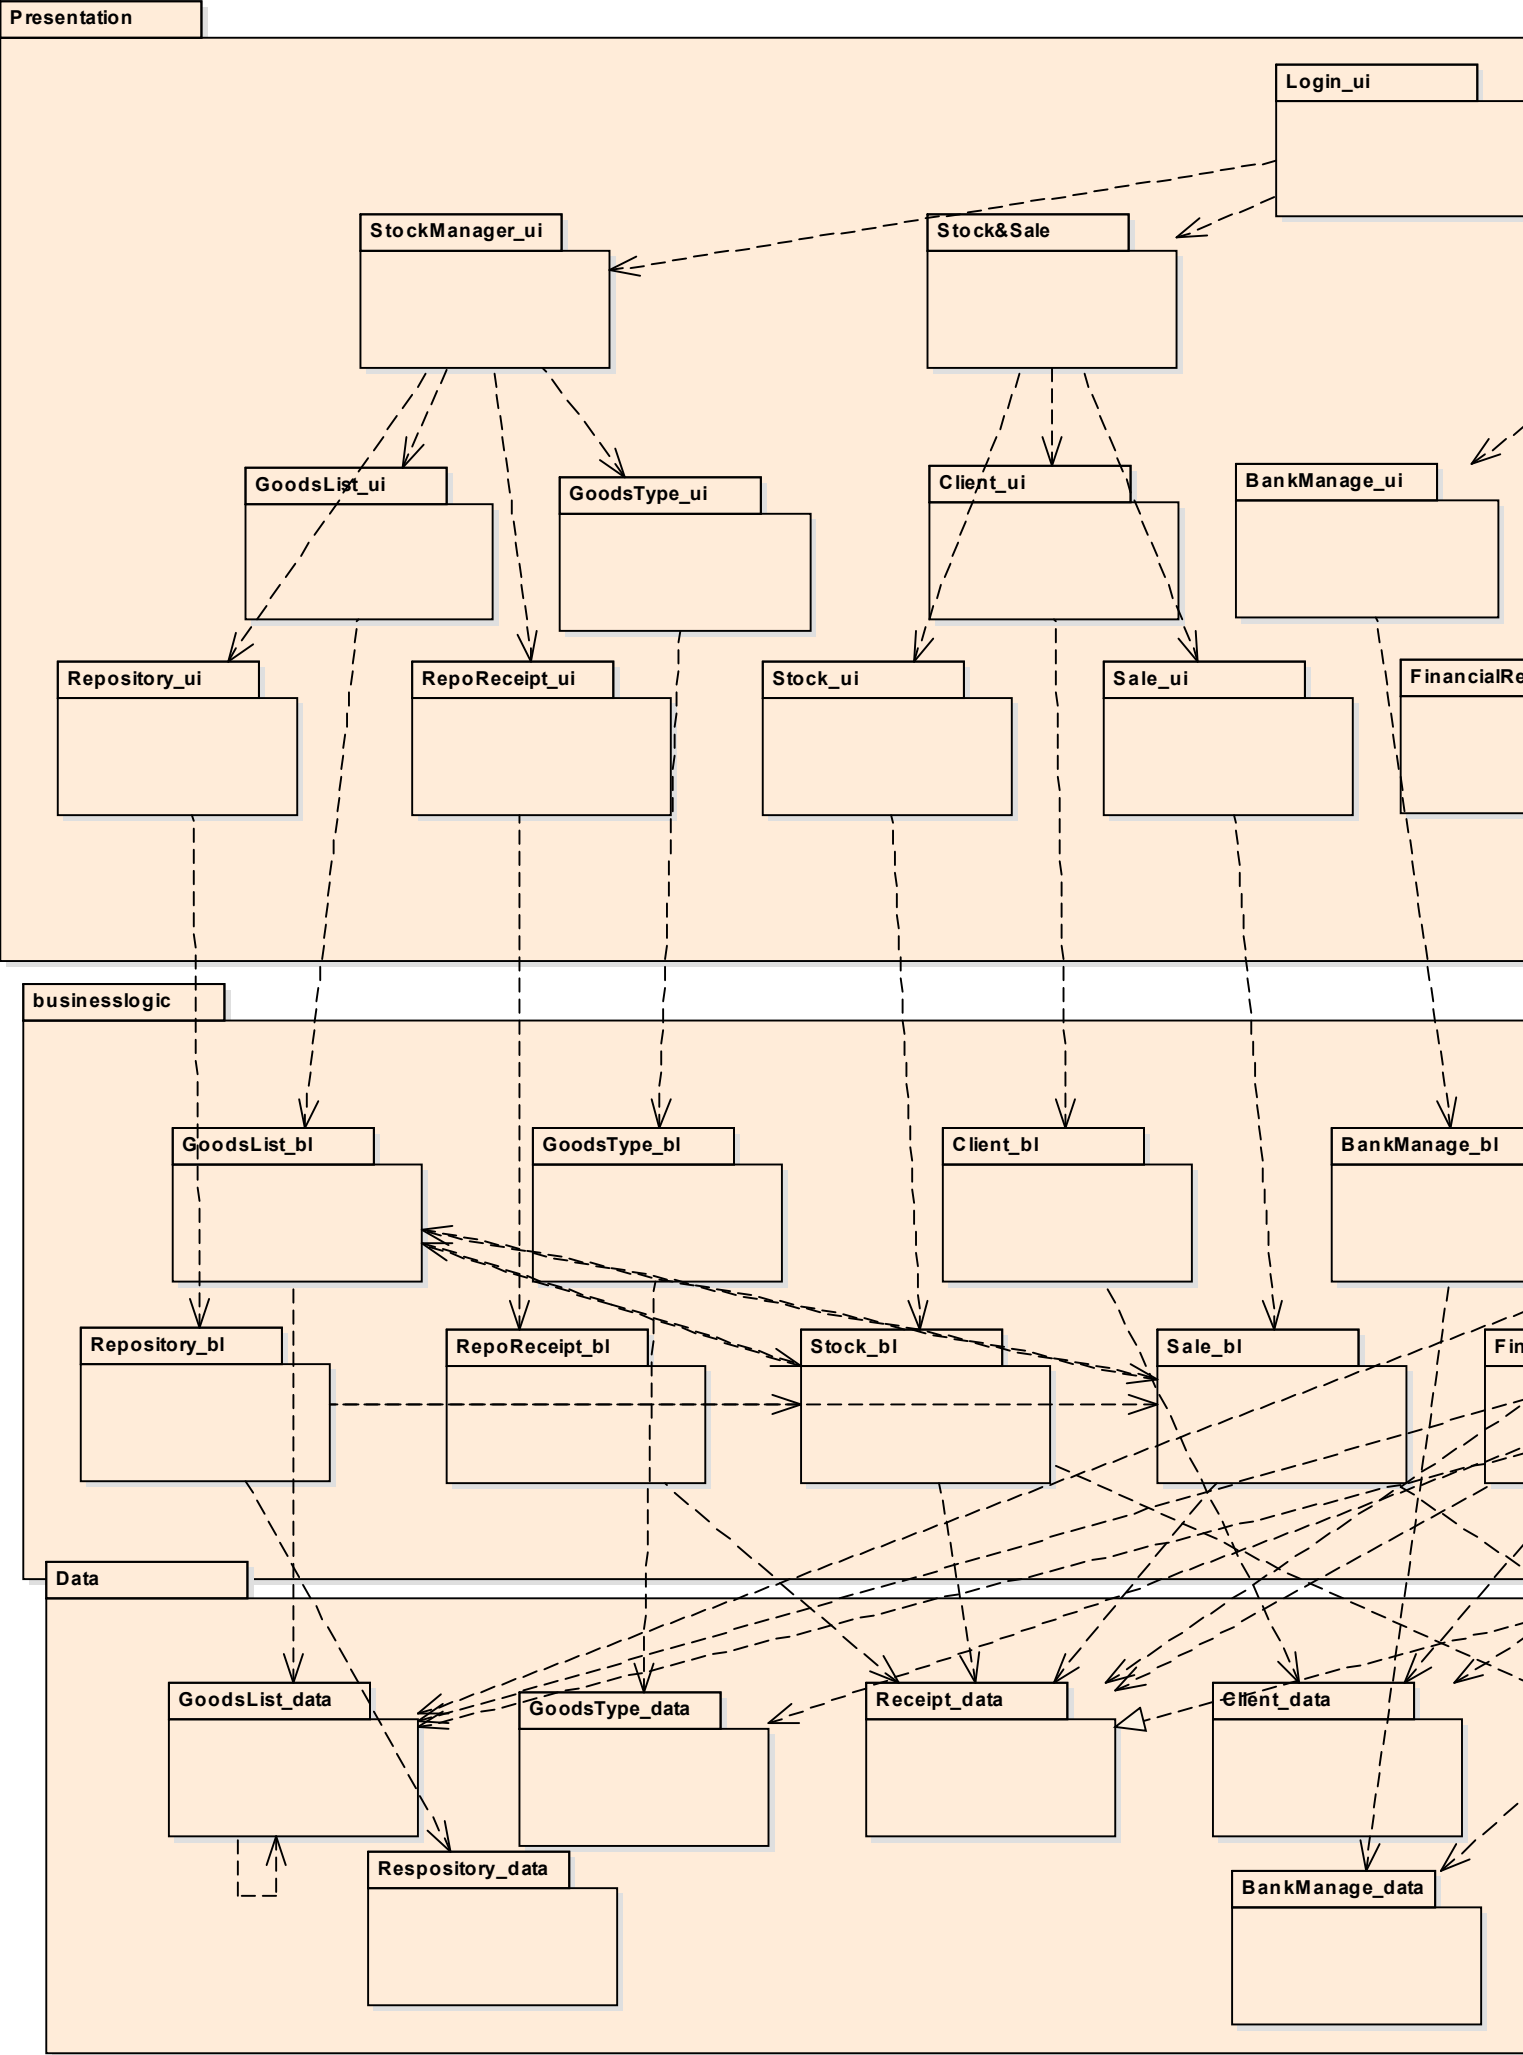 Presentation
Login_ui
StockManager_ui
Stock&Sale
GoodsList_ui
GoodsType_ui
Client_ui
BankManage_ui
Repository_ui
RepoReceipt_ui
Stock_ui
Sale_ui
FinancialRe
businesslogic
GoodsList_bl
GoodsType_bl
Client_bl
BankManage_bl
Repository_bl
RepoReceipt_bl
Stock_bl
Sale_bl
Fin
Data
GoodsList_data
GoodsType_data
Receipt_data
Client_data
Respository_data
BankManage_data